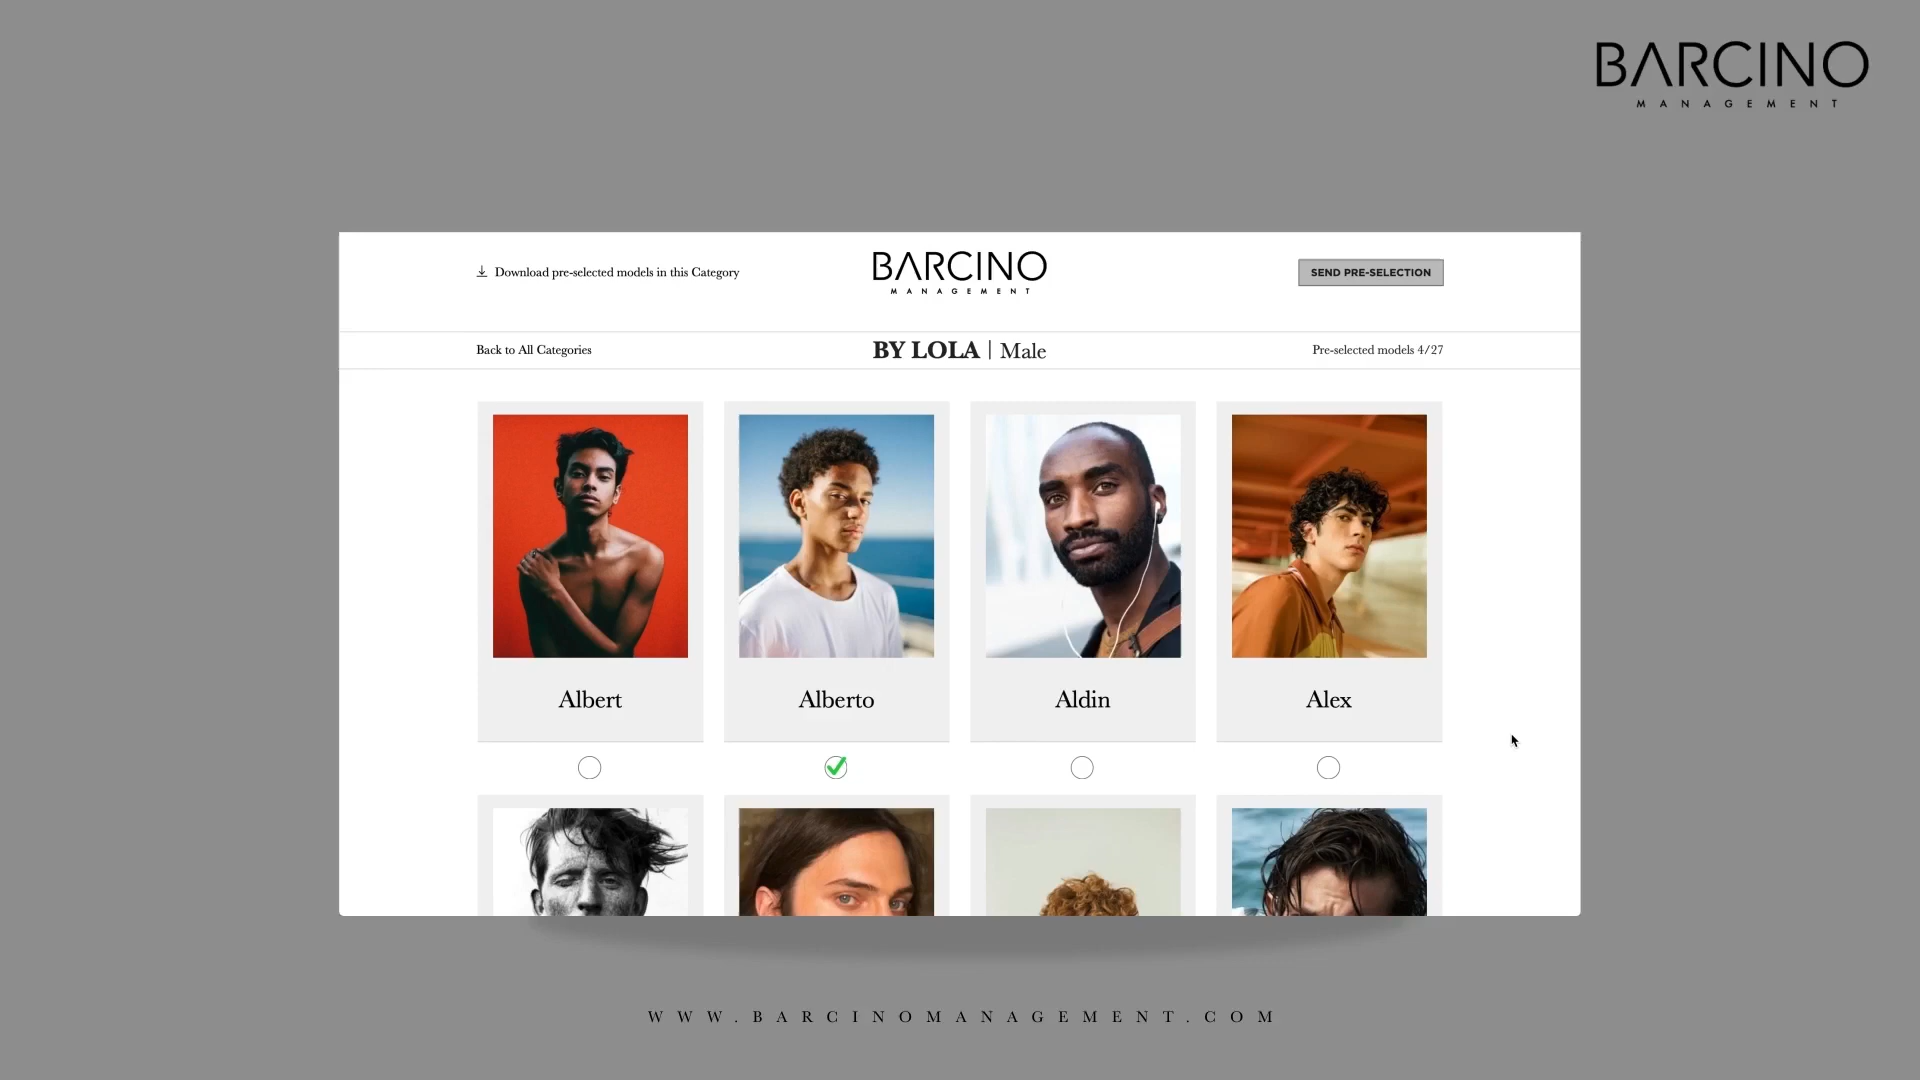 BARCINO
MANAGEMENT
Download pre-selected models in this Category
BARCINO
MANAGEMENT
SEND PRE-SELECTION
Back to All Categories
BY LOLA | Male
Pre-selected models 4/27
Albert
Alberto
Aldin
Alex
WWW.BARCINOMANAGEMENT.COM